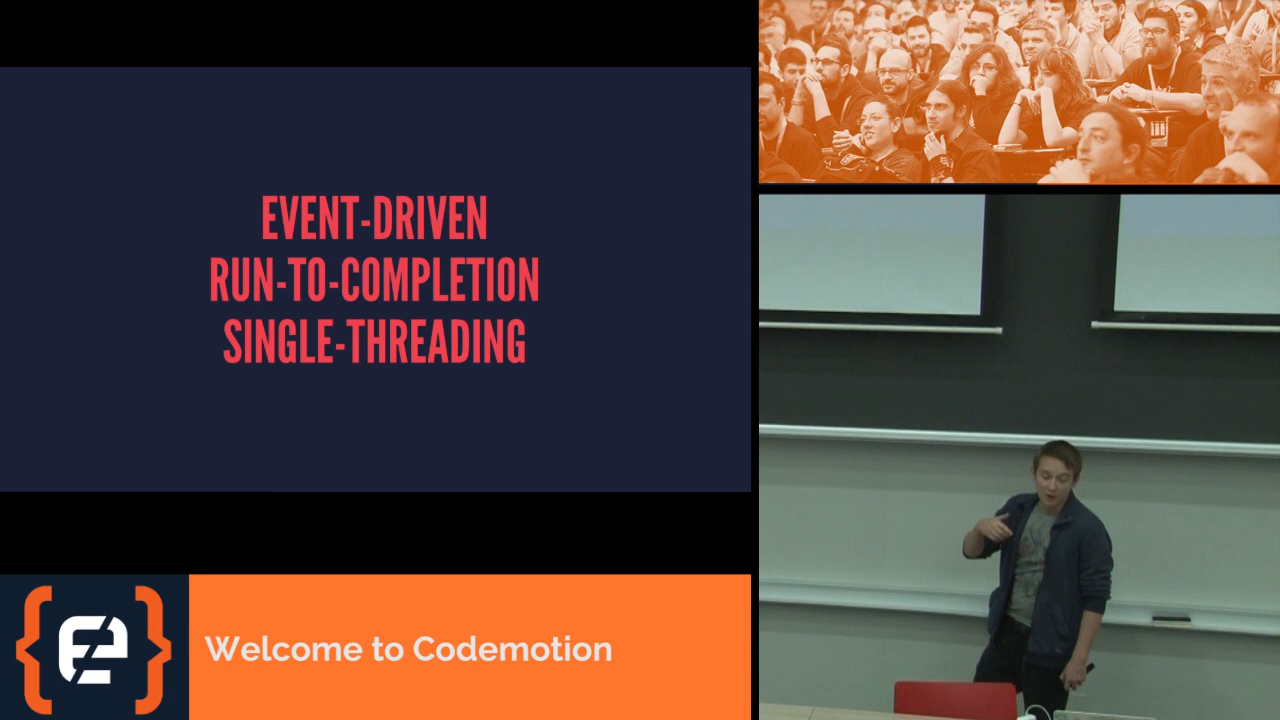 EVENT-DRIVEN
RUN-TO-COMPLETION
SINGLE-THREADING
Welcome to Codemotion